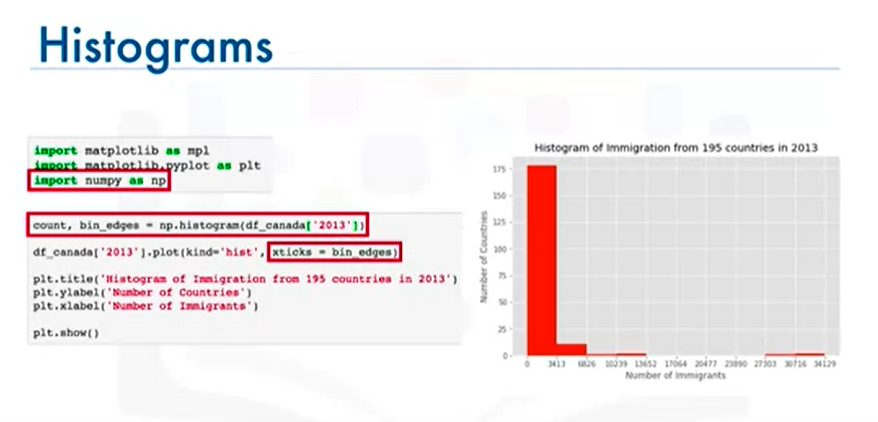 Histograms
import matplotlib as mpl
import matplotlib.pyplot as plt
import numpy as np
count, bin_edges = np.histogram(df_canada['2013'])
df_canada['2013'].plot(kind='hist', xticks = bin_edges)
plt.title('Histogram of Immigration from 195 countries in 2013')
plt.ylabel('Number of Countries')
plt.xlabel('Number of Immigrants')
plt.show()
Histogram of Immigration from 195 countries in 2013
Number of Countries
175
150
125
100
75
50
25
0
0 3413 6826 10239 13652 17064 20477 23890 27303 30716 34129
Number of Immigrants